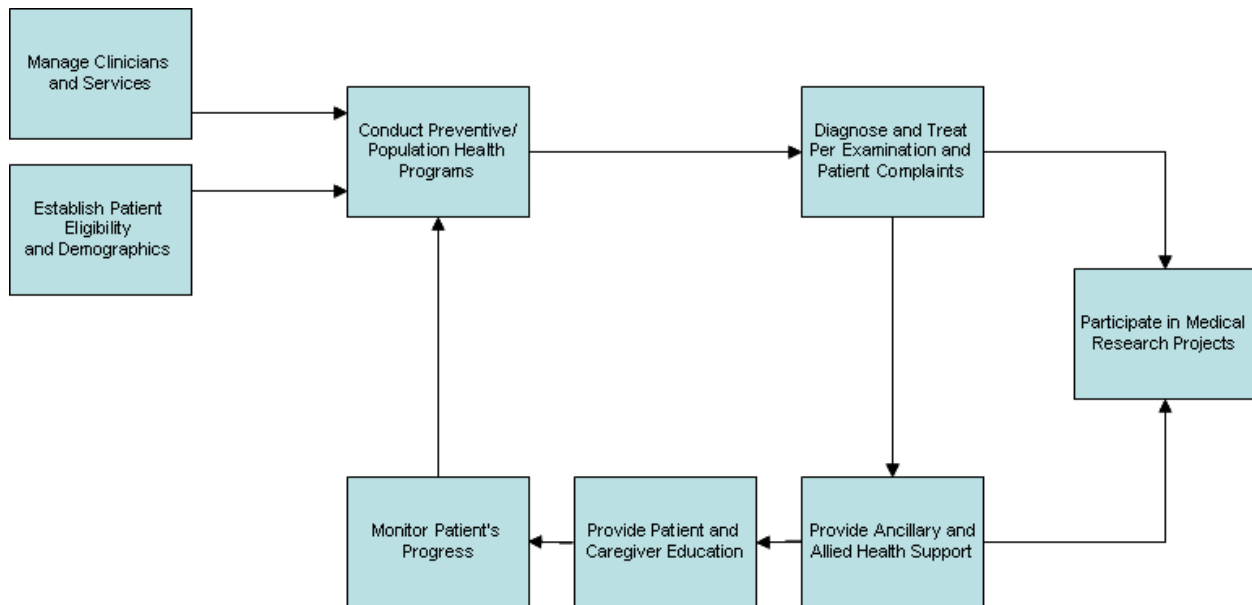 Manage Clinicians
and Services
Conduct Preventive/
Population Health
Programs
Diagnose and Treat
Per Examination and
Patient Complaints
Establish Patient
Eligibility
and Demographics
Participate in Medical
Research Projects
Monitor Patient's
Progress
Provide Patient and
Caregiver Education
Provide Ancillary and
Allied Health Support